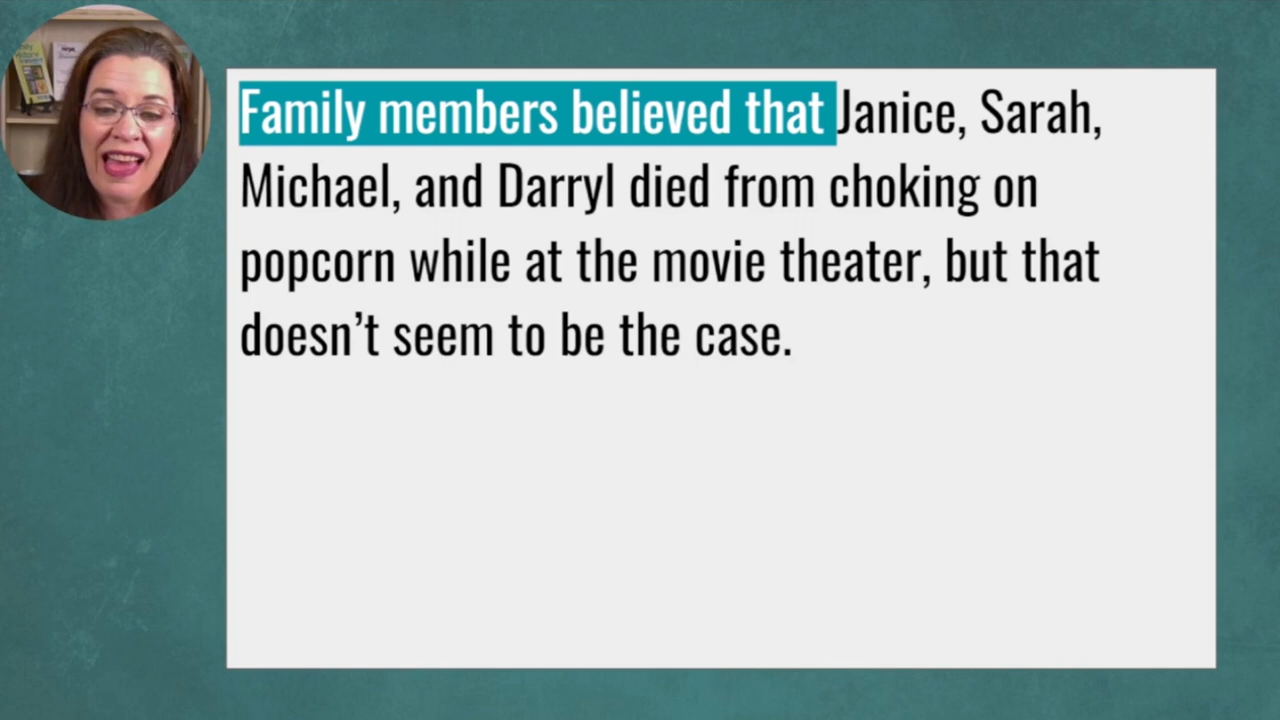 Family members believed that Janice, Sarah,
Michael, and Darryl died from choking on
popcorn while at the movie theater, but that
doesn’t seem to be the case.